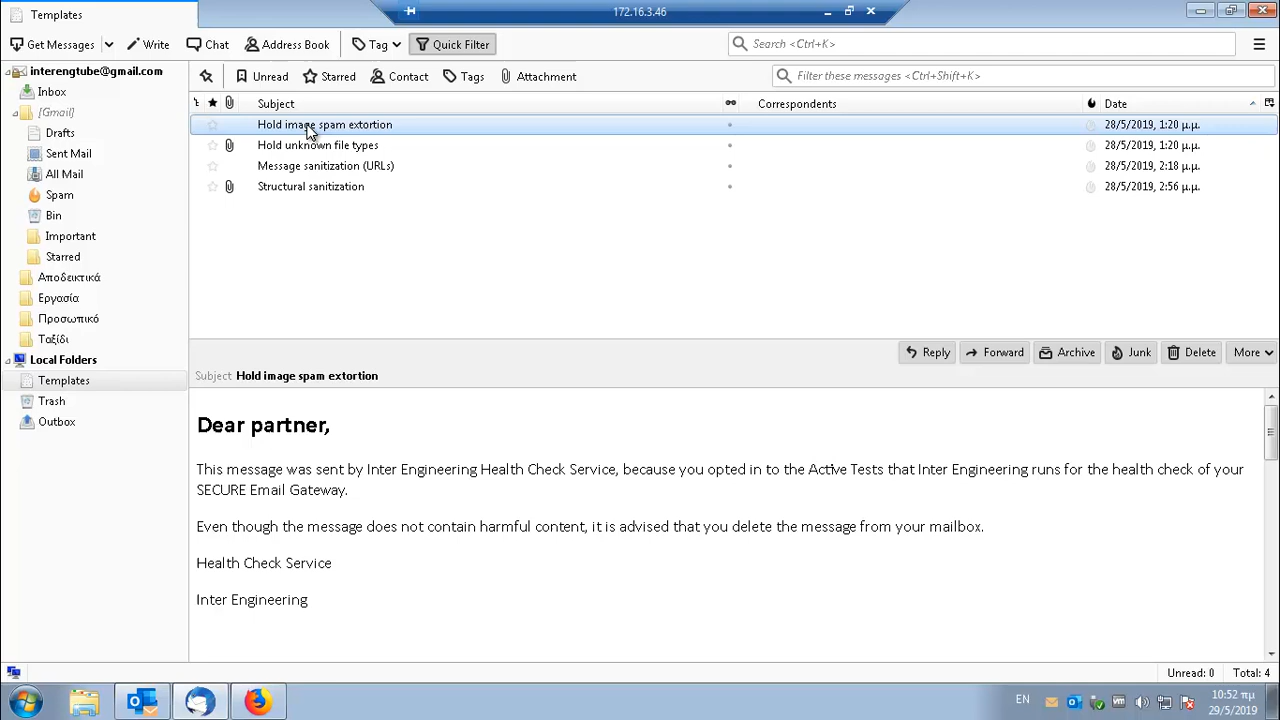 Templates
172.16.3.46
Get Messages Write Chat Address Book Tag Quick Filter Search <Ctrl+K>
interengtube@gmail.com
Inbox
[Gmail]
Drafts
Sent Mail
All Mail
Spam
Bin
Important
Starred
Αποδεικτικά
Εργασία
Προσωπικό
Ταξίδι
Local Folders
Templates
Trash
Outbox
Unread Starred Contact Tags Attachment Filter these messages <Ctrl+Shift+K>
Subject Correspondents Date
Hold image spam extortion 28/5/2019, 1:20 μ.μ.
Hold unknown file types 28/5/2019, 1:20 μ.μ.
Message sanitization (URLs) 28/5/2019, 2:18 μ.μ.
Structural sanitization 28/5/2019, 2:56 μ.μ.
Reply Forward Archive Junk Delete More
Subject Hold image spam extortion
Dear partner,
This message was sent by Inter Engineering Health Check Service, because you opted in to the Active Tests that Inter Engineering runs for the health check of your
SECURE Email Gateway.
Even though the message does not contain harmful content, it is advised that you delete the message from your mailbox.
Health Check Service
Inter Engineering
Unread: 0 Total: 4
EN
10:52 πμ
29/5/2019